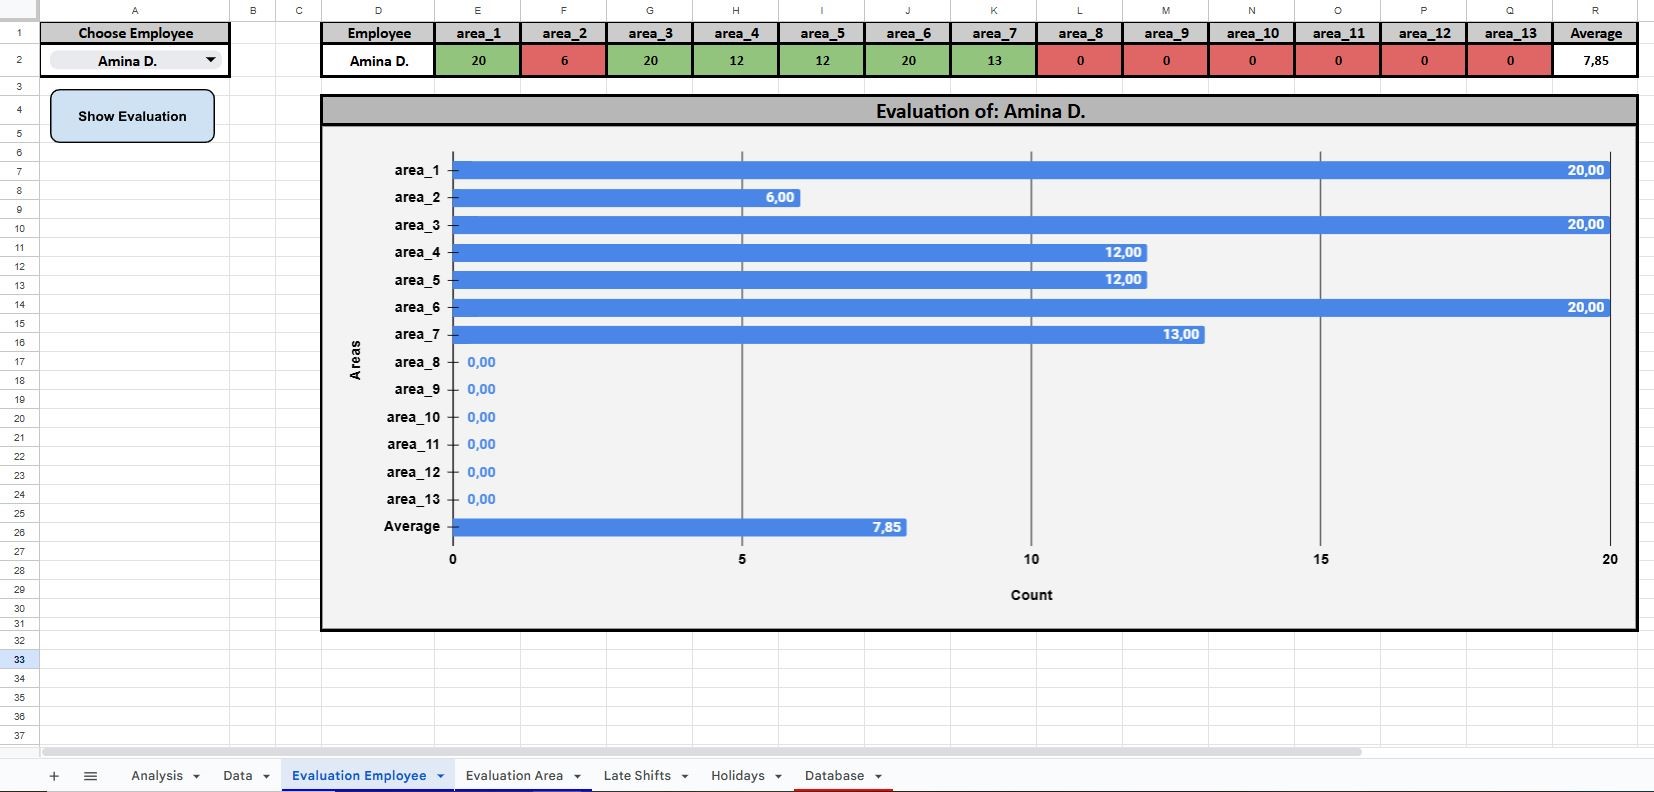 A B C D E F G H I J K L M N O P Q R
1 Choose Employee Employee area_1 area_2 area_3 area_4 area_5 area_6 area_7 area_8 area_9 area_10 area_11 area_12 area_13 Average
2 Amina D. Amina D. 20 6 20 12 12 20 13 0 0 0 0 0 0 7,85
3
4 Show Evaluation Evaluation of: Amina D.
5
6
7 area_1 20,00
8 area_2 6,00
9
10 area_3 20,00
11 area_4 12,00
12
13 area_5 12,00
14 area_6 20,00
15
16 area_7 13,00
17 Areas area_8 0,00
18
19 area_9 0,00
20 area_10 0,00
21 area_11 0,00
22
23 area_12 0,00
24 area_13 0,00
25
26 Average 7,85
27
28 0 5 10 15 20
29
30 Count
31
32
33
34
35
36
37
+ Analysis Data Evaluation Employee Evaluation Area Late Shifts Holidays Database